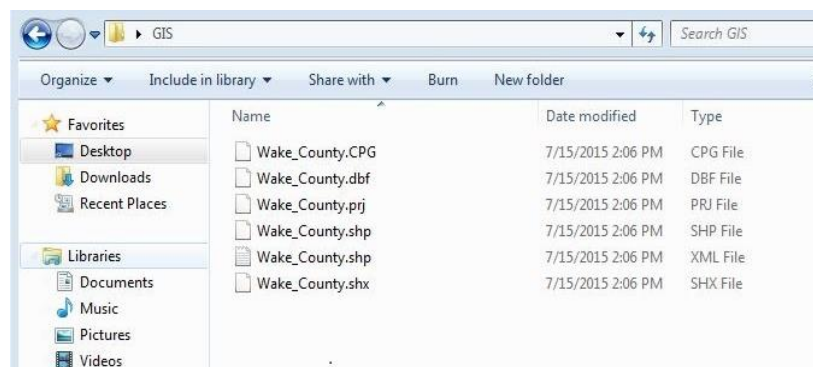 GIS
Search GIS
Organize Include in library Share with Burn New folder
Favorites
Desktop
Downloads
Recent Places
Libraries
Documents
Music
Pictures
Videos
Name Date modified Type
Wake_County.CPG 7/15/2015 2:06 PM CPG File
Wake_County.dbf 7/15/2015 2:06 PM DBF File
Wake_County.prj 7/15/2015 2:06 PM PRJ File
Wake_County.shp 7/15/2015 2:06 PM SHP File
Wake_County.shp 7/15/2015 2:06 PM XML File
Wake_County.shx 7/15/2015 2:06 PM SHX File